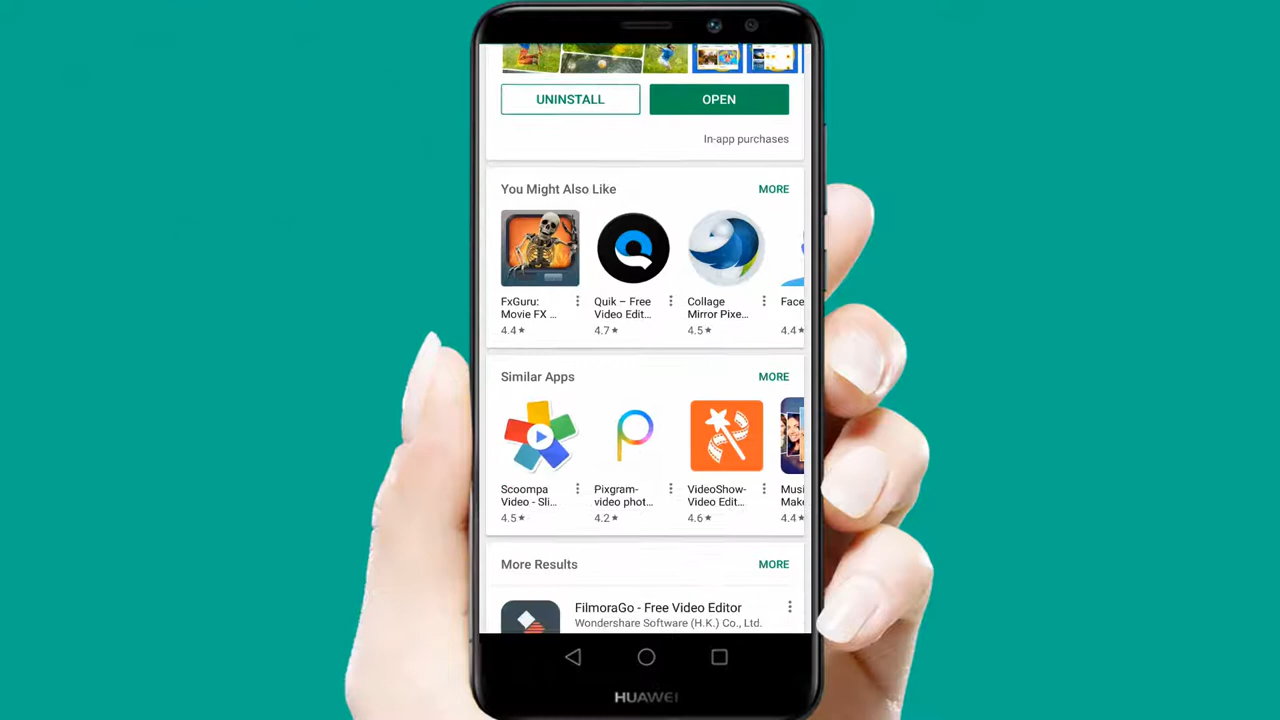 UNINSTALL
OPEN
In-app purchases
You Might Also Like
MORE
FxGuru:
Movie FX ...
4.4★
Quik – Free
Video Edit...
4.7★
Collage
Mirror Pixe...
4.5★
Face
4.4★
Similar Apps
MORE
Scoompa
Video - Sli...
4.5★
Pixgram-
video phot...
4.2★
VideoShow-
Video Edit...
4.6★
Musi
Make
4.4★
More Results
MORE
FilmoraGo - Free Video Editor
Wondershare Software (H.K.) Co., Ltd.
HUAWEI